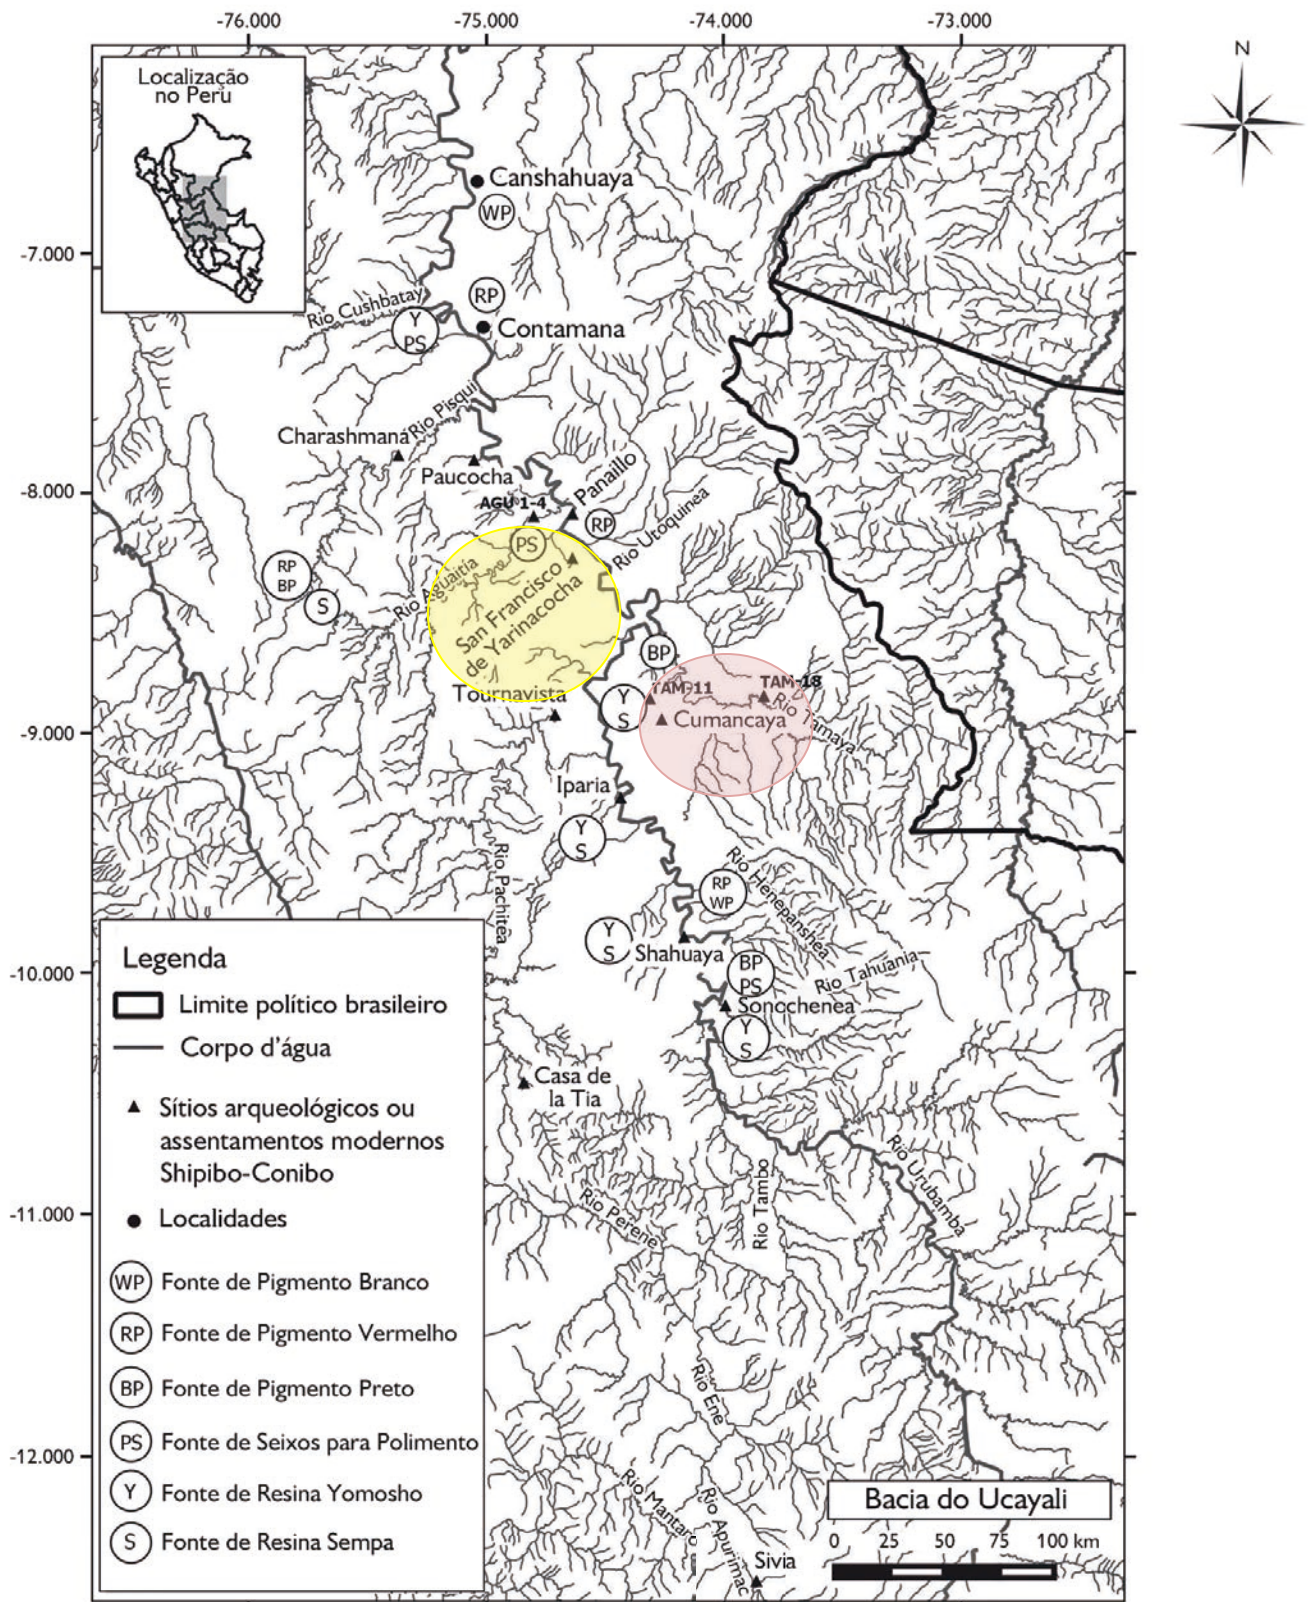 -76.000
-75.000
-74.000
-73.000
N
Localização
no Peru
Canshahuaya
WP
-7.000
RP
Rio Cushbatay
Y
PS
Contamana
Rio Pisqui
Charashmaná
Paucocha
Panaillo
-8.000
AGU 1-4
RP
PS
Rio Utoquinea
RP
BP
S
Rio Aguaitia
San Francisco
de Yarinacocha
BP
Tournavista
Y
S
TAM-11
TAM-18
Cumancaya
Rio Tamaya
-9.000
Iparia
Y
S
Rio Pachitea
RP
WP
Rio Henepanshea
Y
S
Shahuaya
BP
PS
Rio Tahuania
-10.000
Sonochenea
Y
S
Casa de
la Tia
Rio Tambo
Rio Urubamba
Rio Perene
-11.000
Legenda
Limite político brasileiro
Corpo d'água
Sítios arqueológicos ou
assentamentos modernos
Shipibo-Conibo
Localidades
WP Fonte de Pigmento Branco
RP Fonte de Pigmento Vermelho
BP Fonte de Pigmento Preto
PS Fonte de Seixos para Polimento
Y Fonte de Resina Yomosho
S Fonte de Resina Sempa
-12.000
Rio Ene
Rio Mantaro
Rio Apurimac
Sivia
Bacia do Ucayali
0 25 50 75 100 km